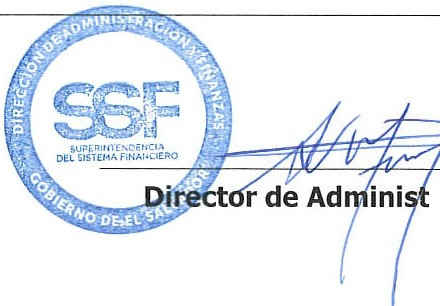 DIRECCIÓN DE ADMINISTRACIÓN Y FINANZAS
SSF
SUPERINTENDENCIA
DEL SISTEMA FINANCIERO
GOBIERNO DE EL SALVADOR
Director de Administ